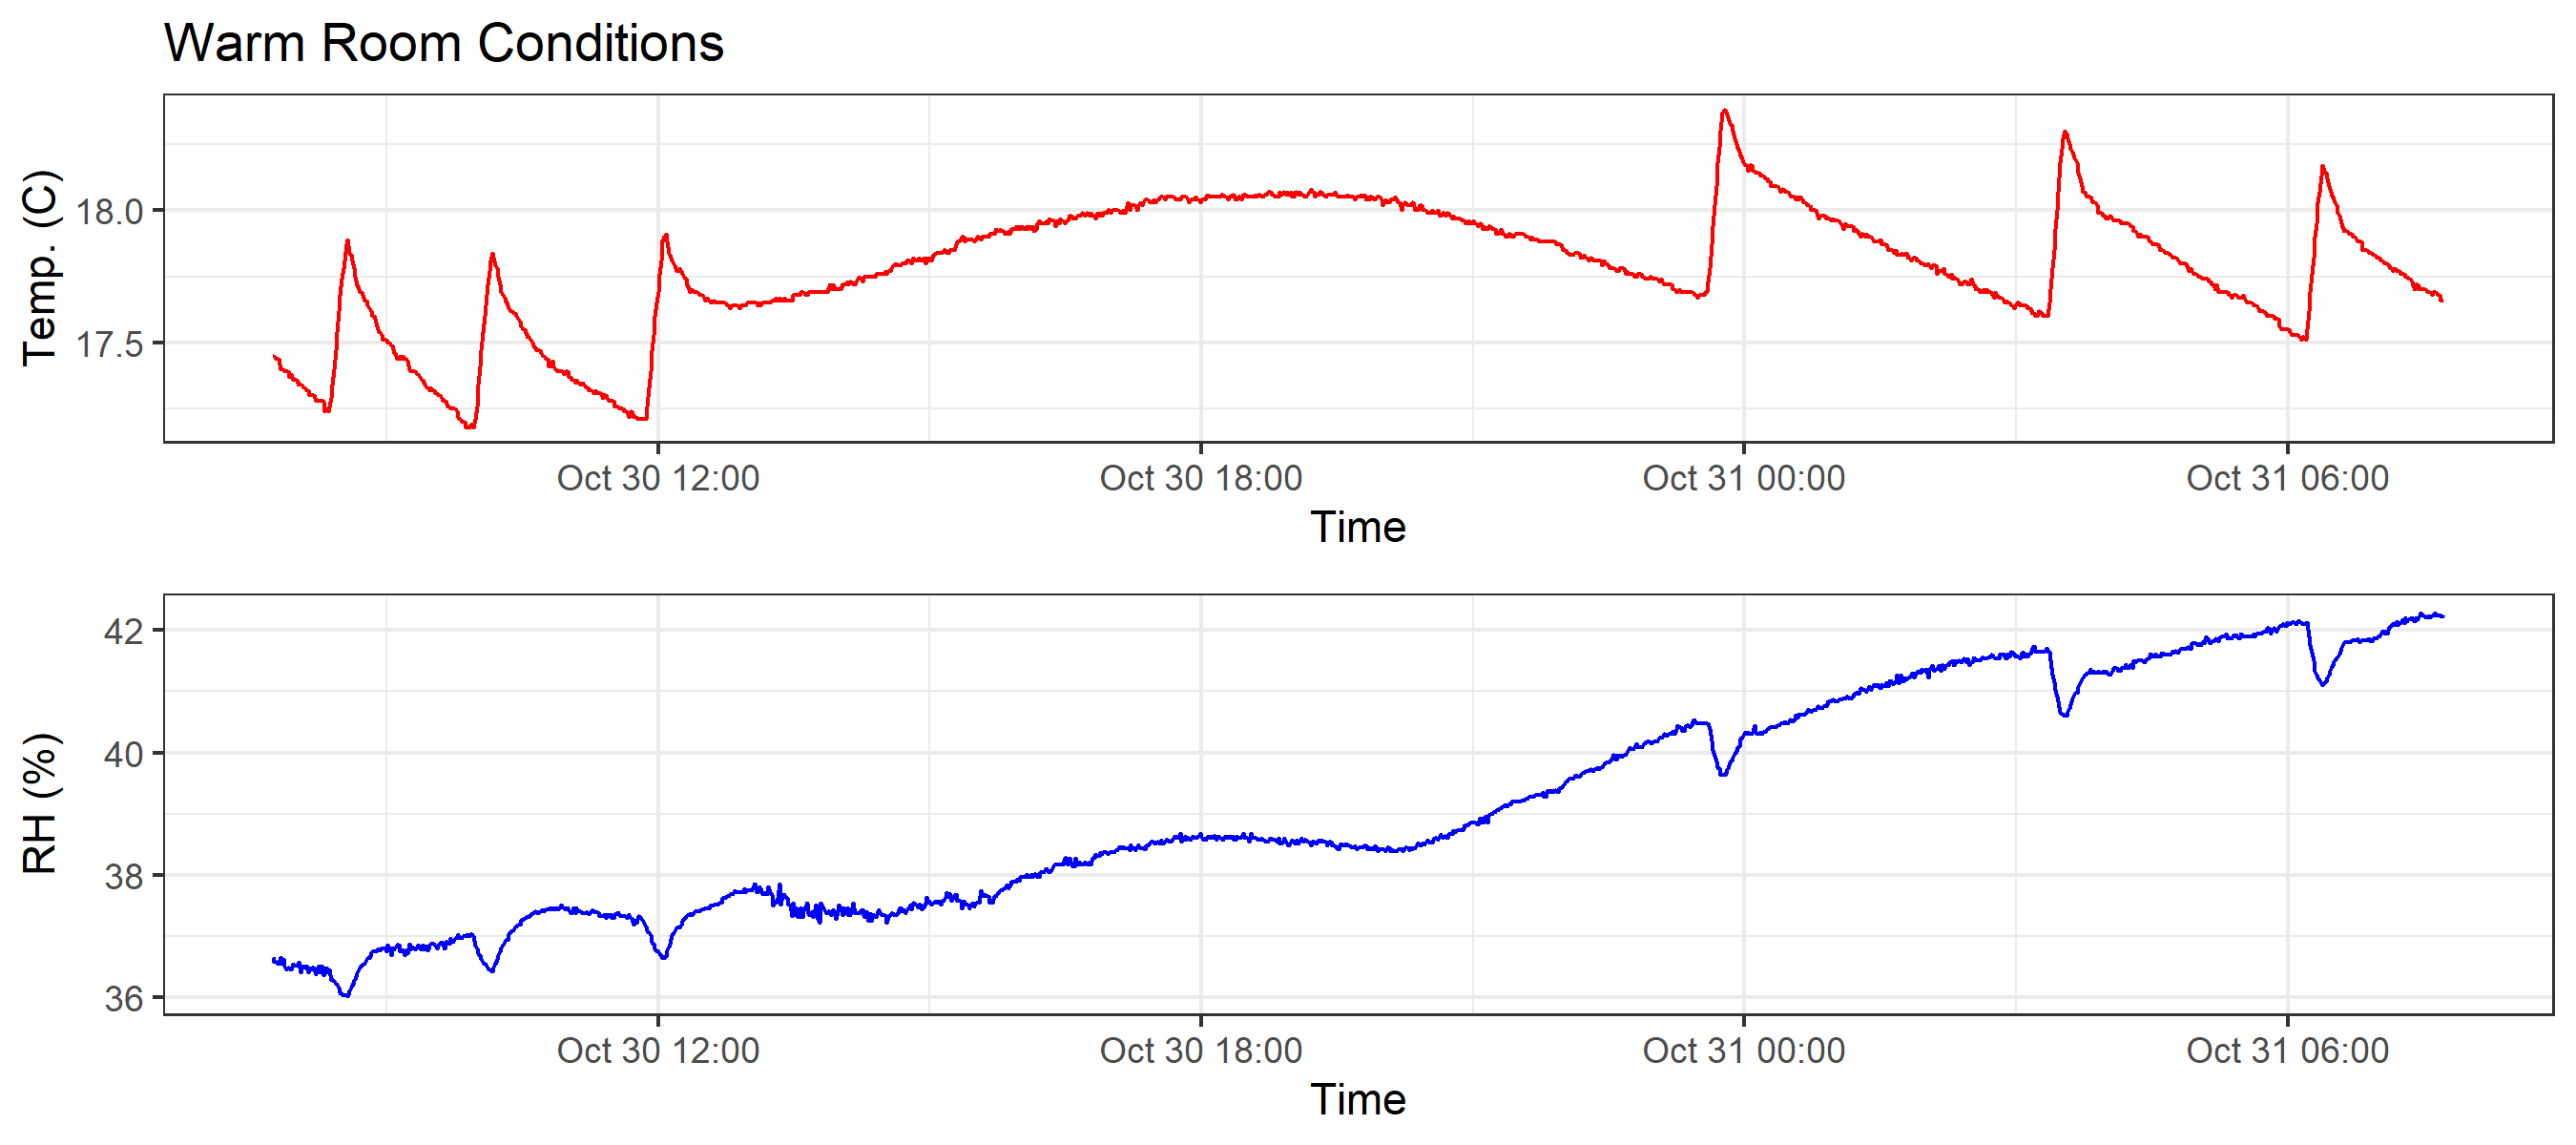 Warm Room Conditions
Temp. (C)
18.0
17.5
Oct 30 12:00 Oct 30 18:00 Oct 31 00:00 Oct 31 06:00
Time
RH (%)
42
40
38
36
Oct 30 12:00 Oct 30 18:00 Oct 31 00:00 Oct 31 06:00
Time